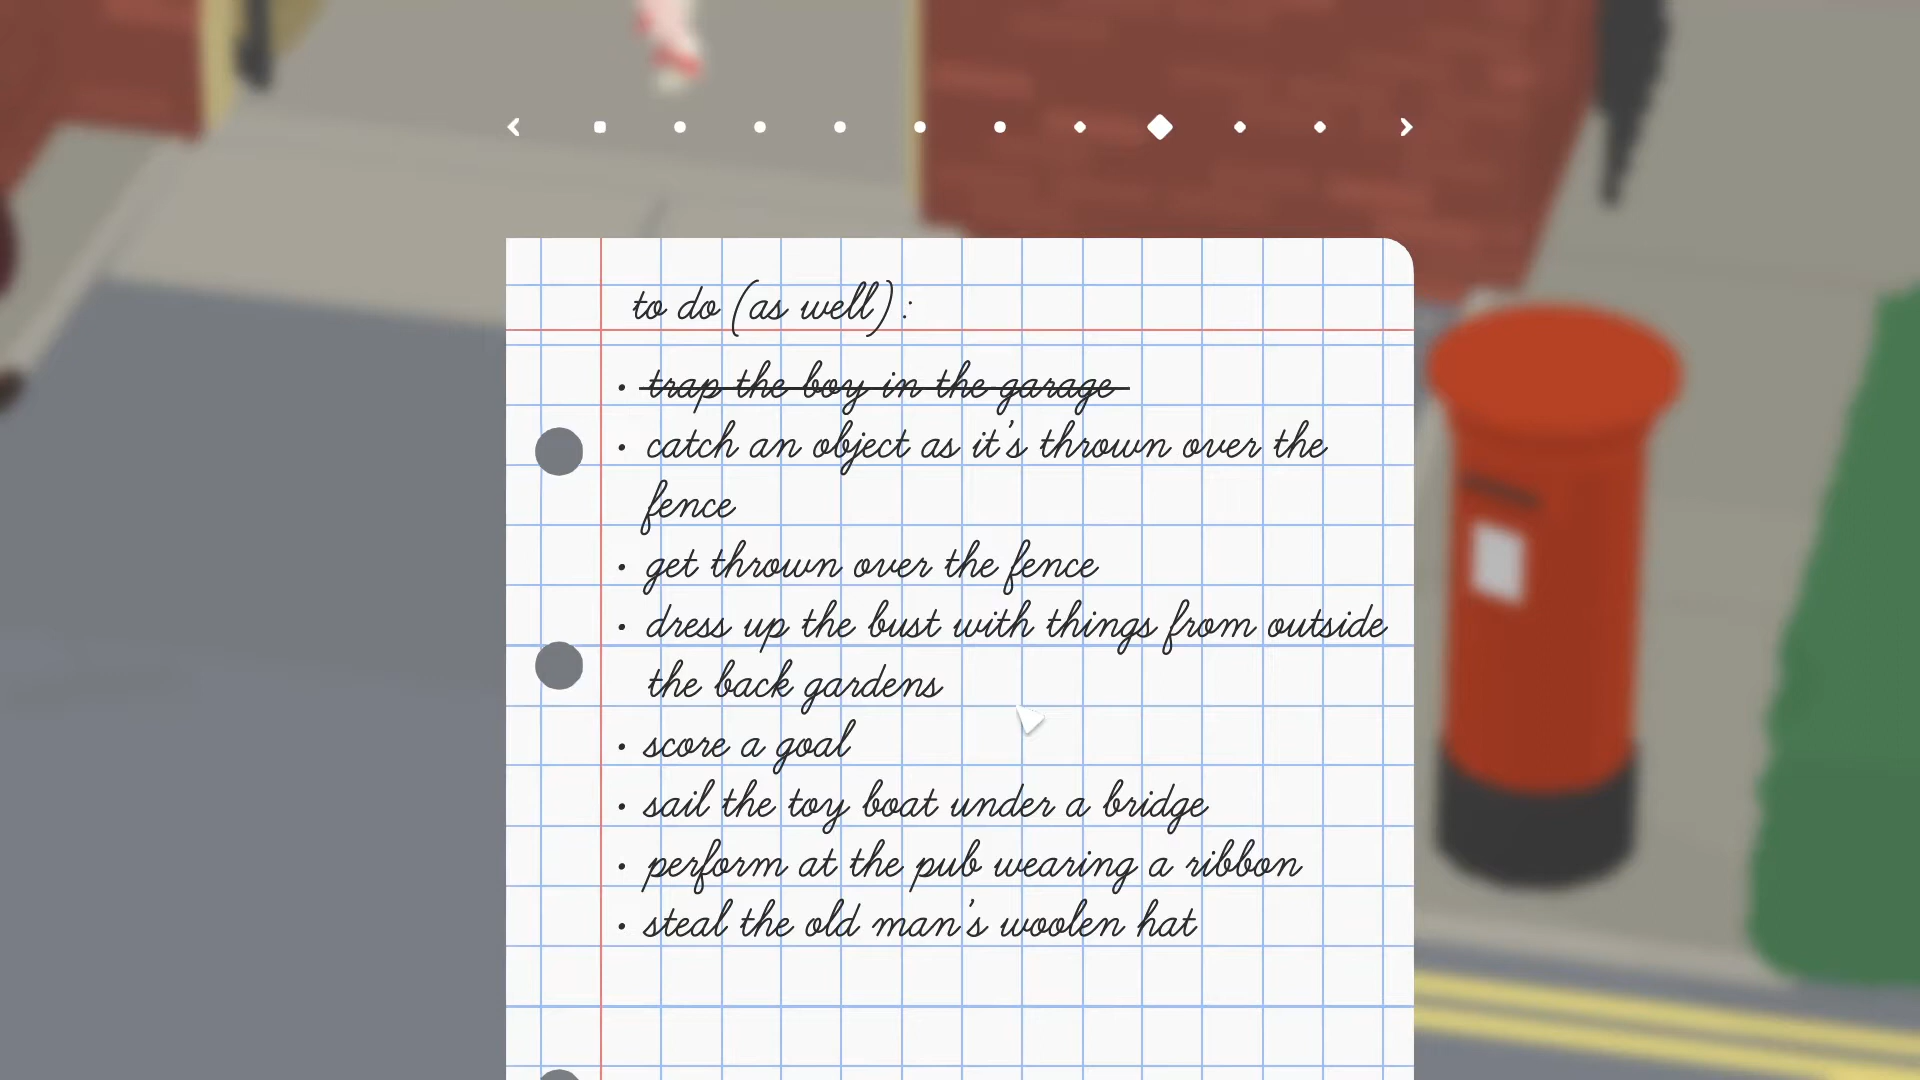 to do (as well):
• trap the boy in the garage
• catch an object as it's thrown over the
fence
• get thrown over the fence
• dress up the bust with things from outside
the back gardens
• score a goal
• sail the toy boat under a bridge
• perform at the pub wearing a ribbon
• steal the old man's woolen hat